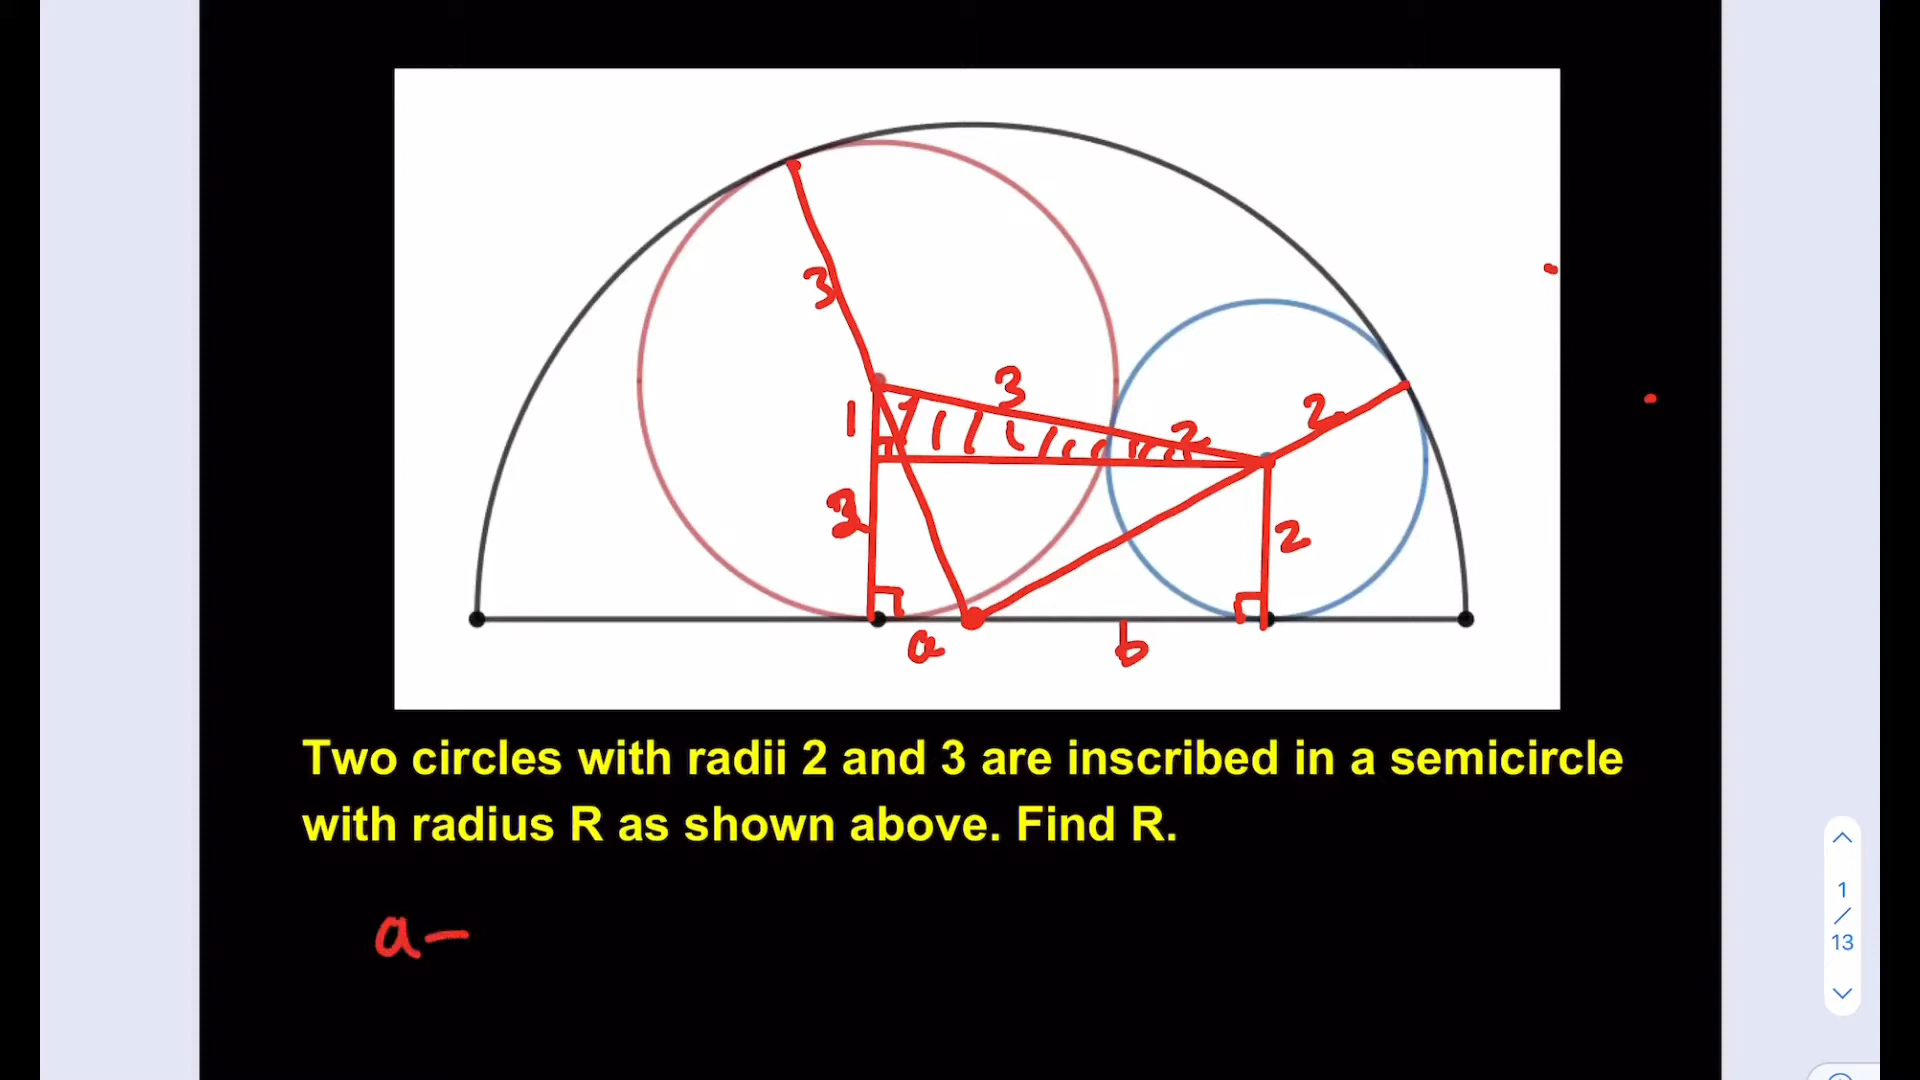 3
3
1
2
2
3
2
a
b
Two circles with radii 2 and 3 are inscribed in a semicircle
with radius R as shown above. Find R.
1
/
13
a –